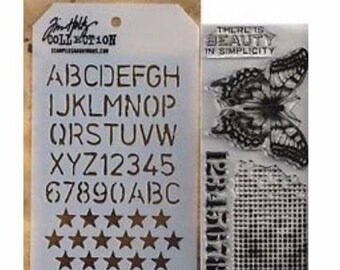 Tim Holtz
COLLECTION
STAMPERSANONYMOUS.COM
ABCDEFGH
IJKLMNOP
QRSTUVW
XYZ12345
67890ABC
THERE IS
BEAUTY
IN SIMPLICITY
12345678